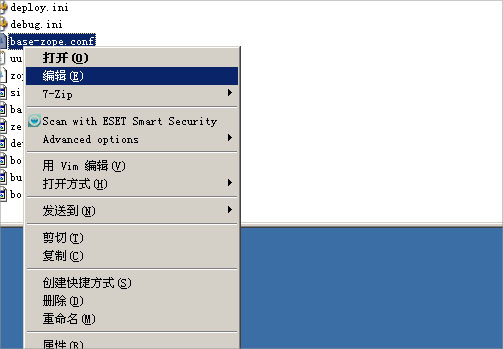 deploy.ini
debug.ini
base-zope.conf
uu
zop
si
ba
ze
de
bo
bu
bo
打开(O)
编辑(E)
7-Zip
Scan with ESET Smart Security
Advanced options
用 Vim 编辑(V)
打开方式(H)
发送到(N)
剪切(T)
复制(C)
创建快捷方式(S)
删除(D)
重命名(M)
属性(R)